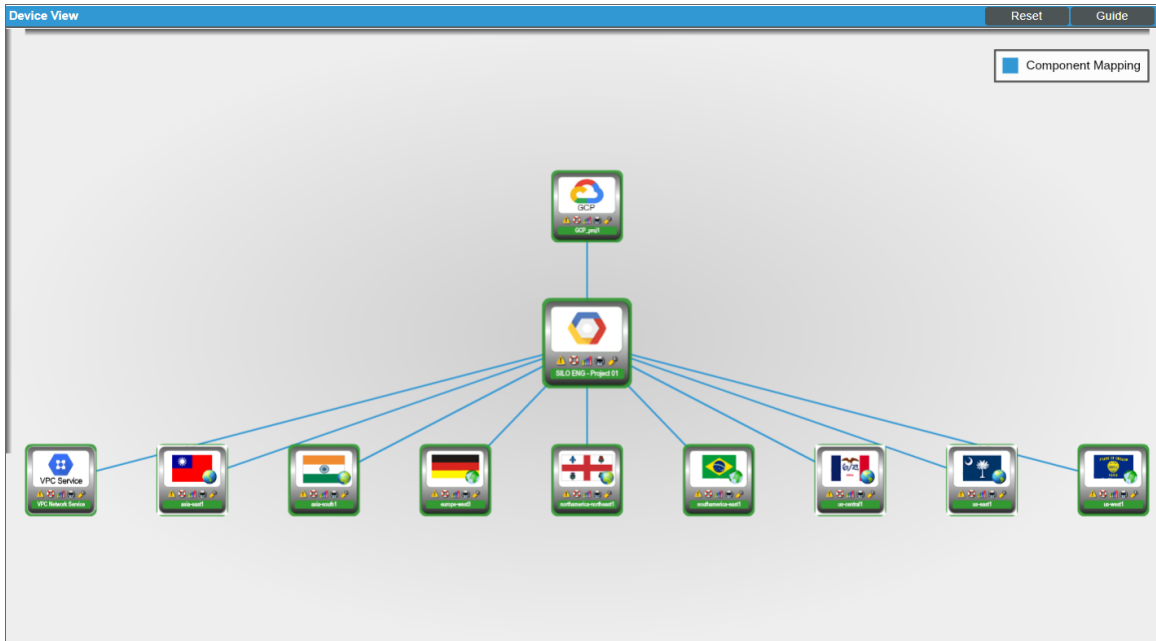 Device View
Reset
Guide
Component Mapping
GCP
GCP_proj1
SILO ENG - Project 01
VPC Service
VPC Network Service
asia-east1
asia-south1
europe-west3
northamerica-northeast1
southamerica-east1
us-central1
us-east1
us-west1